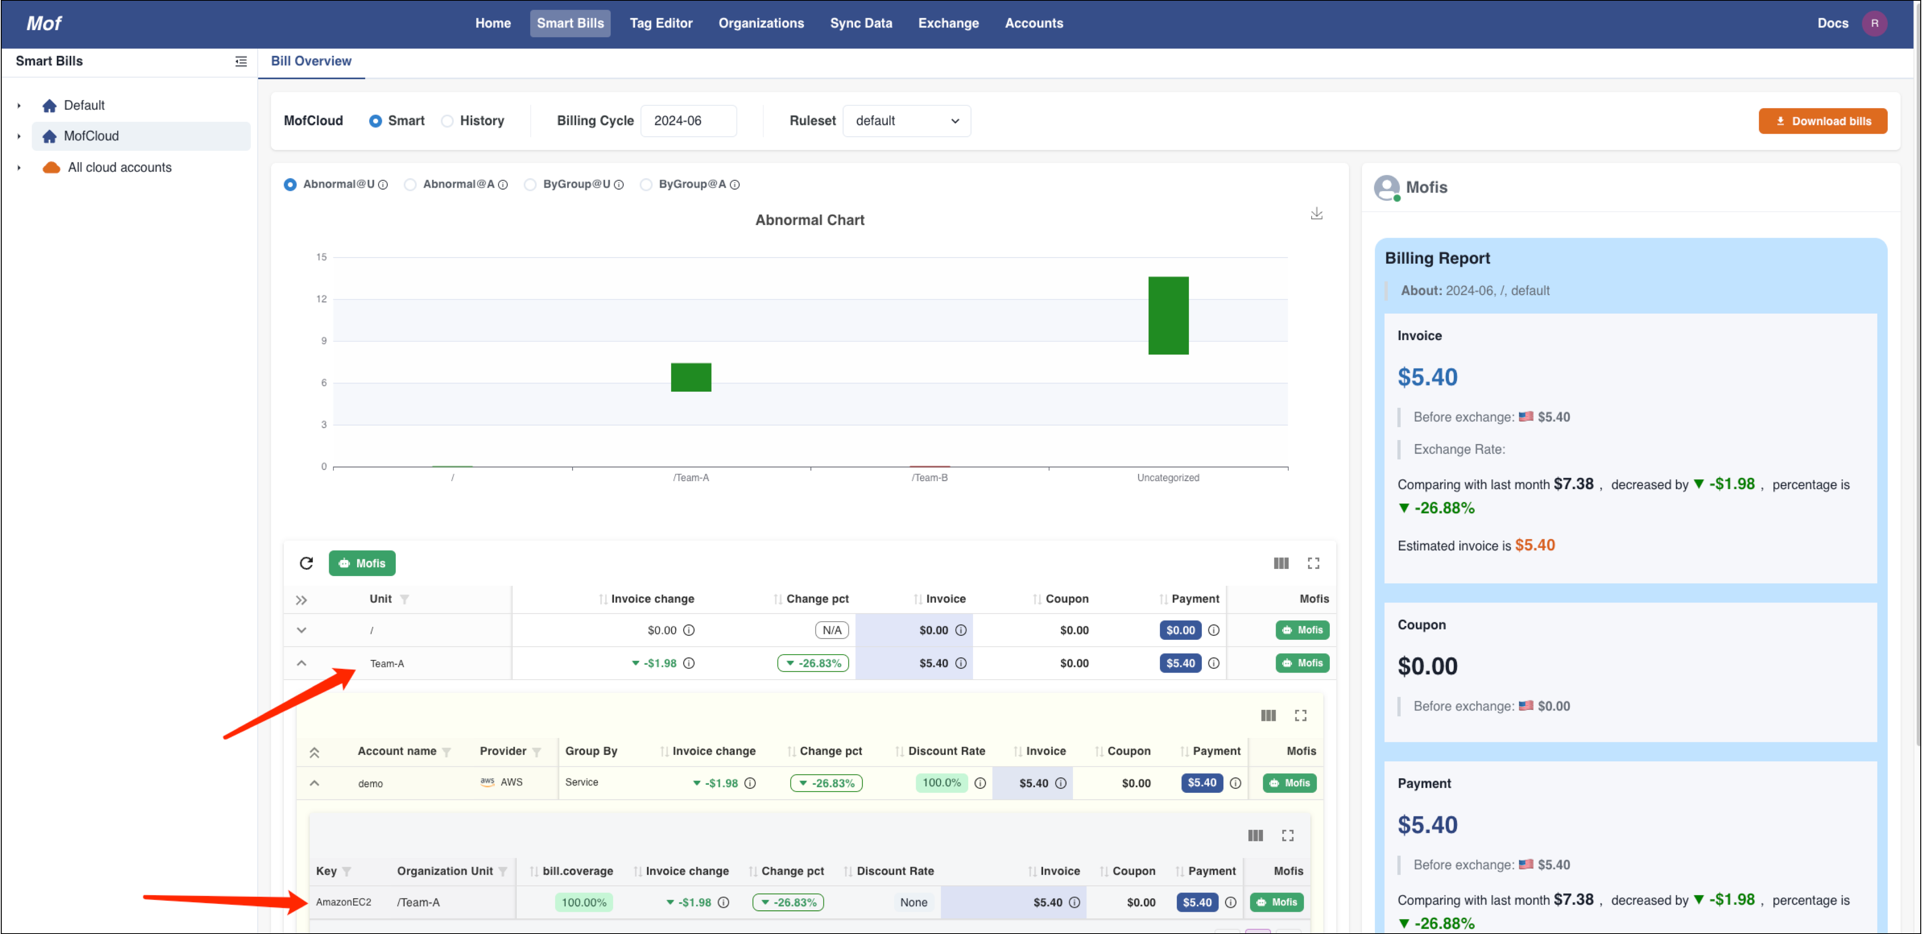 Mof
Home Smart Bills Tag Editor Organizations Sync Data Exchange Accounts Docs R
Smart Bills
Bill Overview
Default
MofCloud
All cloud accounts
MofCloud Smart History Billing Cycle 2024-06 Ruleset default Download bills
Abnormal@U Abnormal@A ByGroup@U ByGroup@A
Abnormal Chart
15
12
9
6
3
0
/ /Team-A /Team-B Uncategorized
Mofis
Unit Invoice change Change pct Invoice Coupon Payment Mofis
/ $0.00 N/A $0.00 $0.00 $0.00 Mofis
Team-A -$1.98 -26.83% $5.40 $0.00 $5.40 Mofis
Account name Provider Group By Invoice change Change pct Discount Rate Invoice Coupon Payment Mofis
demo aws AWS Service -$1.98 -26.83% 100.0% $5.40 $0.00 $5.40 Mofis
Key Organization Unit bill.coverage Invoice change Change pct Discount Rate Invoice Coupon Payment Mofis
AmazonEC2 /Team-A 100.00% -$1.98 -26.83% None $5.40 $0.00 $5.40 Mofis
Mofis
Billing Report
About: 2024-06, /, default
Invoice
$5.40
Before exchange: $5.40
Exchange Rate:
Comparing with last month $7.38 , decreased by ▼ -$1.98 , percentage is
▼ -26.88%
Estimated invoice is $5.40
Coupon
$0.00
Before exchange: $0.00
Payment
$5.40
Before exchange: $5.40
Comparing with last month $7.38 , decreased by ▼ -$1.98 , percentage is
▼ -26.88%